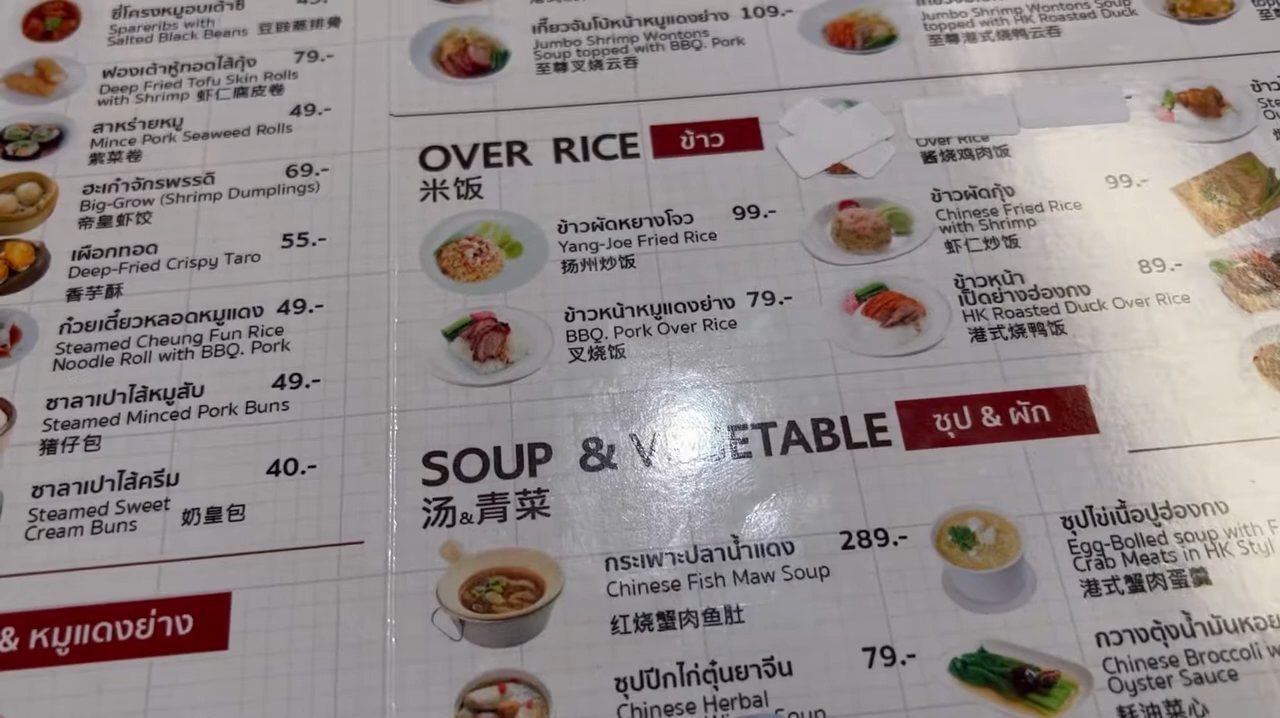 ซี่โครงหมูอบเต้าซี่
Spareribs with
Salted Black Beans 豆豉蒸排骨
ฟองเต้าหู้ทอดไส้กุ้ง 79.-
Deep Fried Tofu Skin Rolls
with Shrimp 虾仁腐皮卷
สาหร่ายหมู 49.-
Mince Pork Seaweed Rolls
紫菜卷
ฮะเก๋าจักรพรรดิ 69.-
Big-Grow (Shrimp Dumplings)
帝皇虾饺
เผือกทอด 55.-
Deep-Fried Crispy Taro
香芋酥
ก๋วยเตี๋ยวหลอดหมูแดง 49.-
Steamed Cheung Fun Rice
Noodle Roll with BBQ. Pork
ซาลาเปาไส้หมูสับ 49.-
Steamed Minced Pork Buns
猪仔包
ซาลาเปาไส้ครีม 40.-
Steamed Sweet
Cream Buns 奶皇包
& หมูแดงย่าง
เกี๊ยวจัมโบ้หน้าหมูแดงย่าง 109.-
Jumbo Shrimp Wontons
Soup topped with BBQ. Pork
至尊叉烧云吞
Jumbo Shrimp Wontons Soup
topped with HK Roasted Duck
至尊港式烧鸭云吞
OVER RICE ข้าว
米饭
ข้าวผัดหยางโจว 99.-
Yang-Joe Fried Rice
扬州炒饭
ข้าวหน้าหมูแดงย่าง 79.-
BBQ. Pork Over Rice
叉烧饭
Over Rice
酱烧鸡肉饭
ข้าวผัดกุ้ง 99.-
Chinese Fried Rice
with Shrimp
虾仁炒饭
ข้าวหน้า
เป็ดย่างฮ่องกง 89.-
HK Roasted Duck Over Rice
港式烧鸭饭
ข้าว
SOUP & VEGETABLE ซุป & ผัก
汤&青菜
กระเพาะปลาน้ำแดง 289.-
Chinese Fish Maw Soup
红烧蟹肉鱼肚
ซุปปีกไก่ตุ๋นยาจีน 79.-
Chinese Herbal
Soup
ซุปไข่เนื้อปูฮ่องกง
Egg-Bolled soup with F
Crab Meats in HK Styl
港式蟹肉蛋羹
กวางตุ้งน้ำมันหอย
Chinese Broccoli w
Oyster Sauce
蚝油菜心